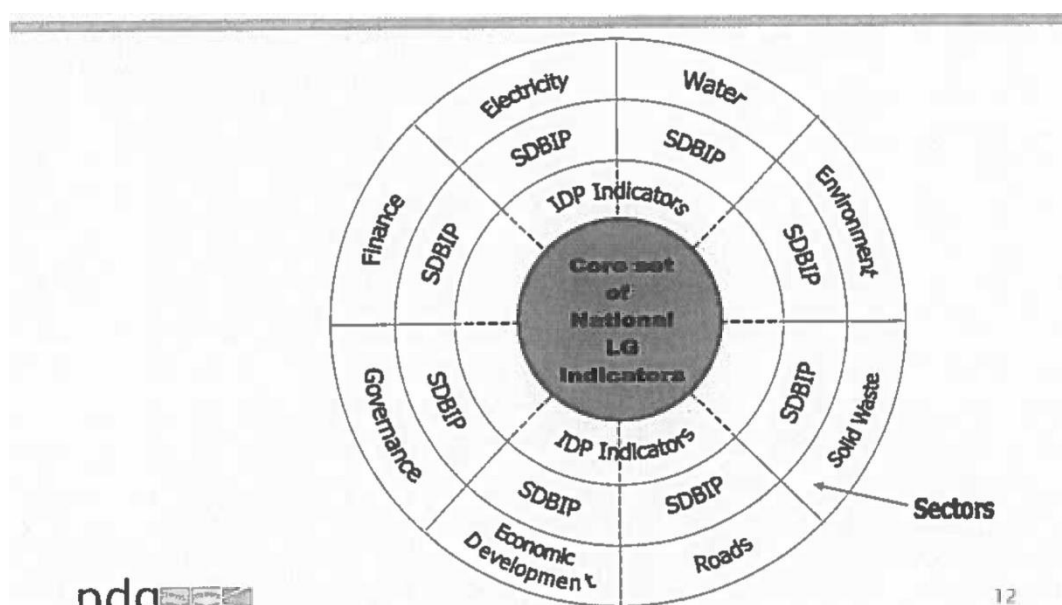 Electricity
Water
SDBIP
SDBIP
IDP Indicators
Finance
SDBIP
Environment
SDBIP
Core set
of
National
LG
Indicators
Governance
SDBIP
Solid Waste
SDBIP
IDP Indicators
SDBIP
SDBIP
Economic
Development
Roads
Sectors
pdg
12